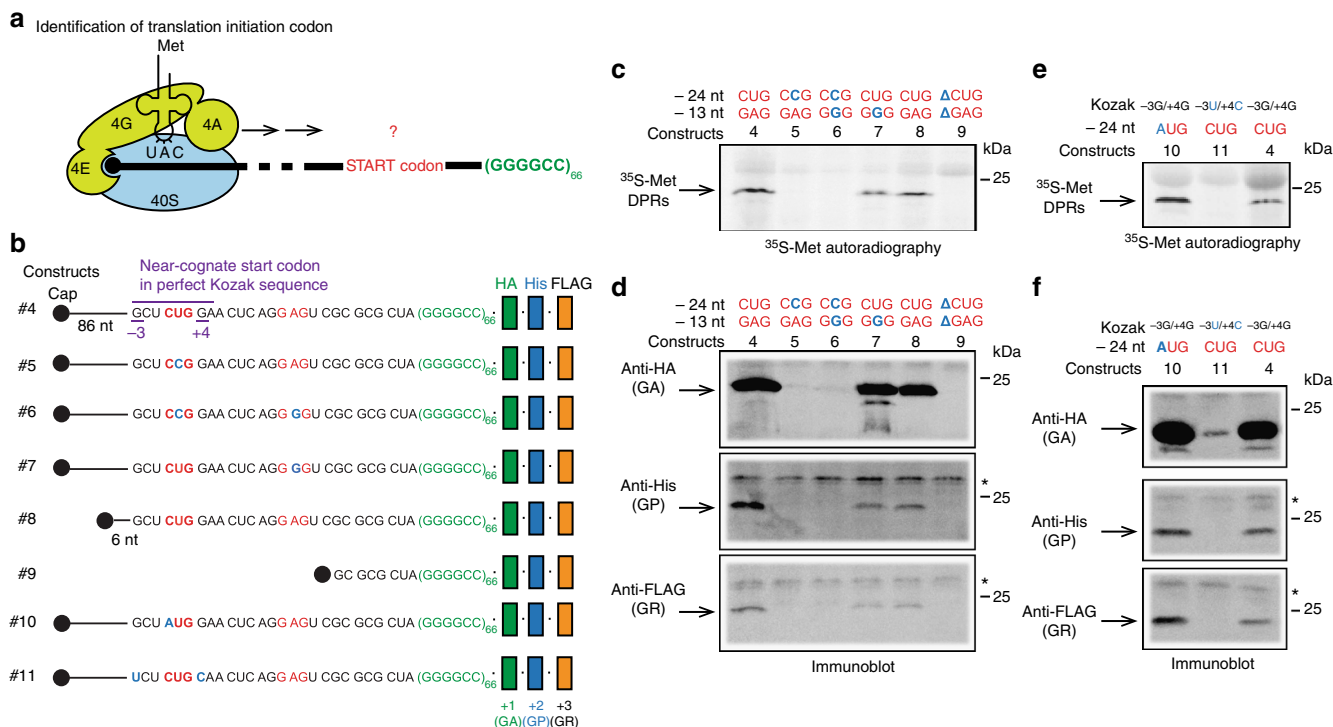 a
Identification of translation initiation codon
Met
4G
4A
UAC
4E
40S
?
START codon
(GGGGCC)66
b
Constructs
Cap
Near-cognate start codon
in perfect Kozak sequence
HA His FLAG
#4
86 nt
GCU CUG GAA CUC AGG AGU CGC GCG CUA(GGGGCC)66
–3
+4
#5
GCU CCG GAA CUC AGG AGU CGC GCG CUA(GGGGCC)66
#6
GCU CCG GAA CUC AGG GGU CGC GCG CUA(GGGGCC)66
#7
GCU CUG GAA CUC AGG GGU CGC GCG CUA(GGGGCC)66
#8
6 nt
GCU CUG GAA CUC AGG AGU CGC GCG CUA(GGGGCC)66
#9
GC GCG CUA(GGGGCC)66
#10
GCU AUG GAA CUC AGG AGU CGC GCG CUA(GGGGCC)66
#11
UCU CUG CAA CUC AGG AGU CGC GCG CUA(GGGGCC)66
+1 +2 +3
(GA) (GP) (GR)
c
– 24 nt CUG CCG CCG CUG CUG ΔCUG
– 13 nt GAG GAG GGG GGG GAG ΔGAG
Constructs 4 5 6 7 8 9
kDa
25
35S-Met
DPRs
35S-Met autoradiography
d
– 24 nt CUG CCG CCG CUG CUG ΔCUG
– 13 nt GAG GAG GGG GGG GAG ΔGAG
Constructs 4 5 6 7 8 9
kDa
Anti-HA
(GA)
25
Anti-His
(GP)
*
25
Anti-FLAG
(GR)
*
25
Immunoblot
e
Kozak –3G/+4G –3U/+4C –3G/+4G
– 24 nt AUG CUG CUG
Constructs 10 11 4
kDa
25
35S-Met
DPRs
35S-Met autoradiography
f
Kozak –3G/+4G –3U/+4C –3G/+4G
– 24 nt AUG CUG CUG
Constructs 10 11 4
kDa
25
Anti-HA
(GA)
Anti-His
(GP)
*
25
Anti-FLAG
(GR)
*
25
Immunoblot